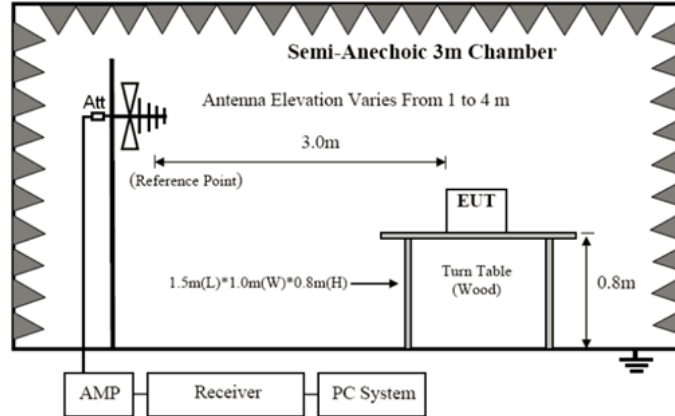 Semi-Anechoic 3m Chamber
Att
Antenna Elevation Varies From 1 to 4 m
3.0m
(Reference Point)
EUT
1.5m(L)*1.0m(W)*0.8m(H)
Turn Table
(Wood)
0.8m
AMP
Receiver
PC System